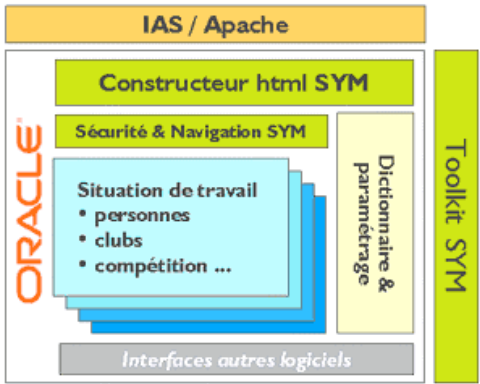 IAS / Apache
Constructeur html SYM
Sécurité & Navigation SYM
ORACLE
Situation de travail
• personnes
• clubs
• compétition ...
Dictionnaire &
paramétrage
Toolkit SYM
Interfaces autres logiciels